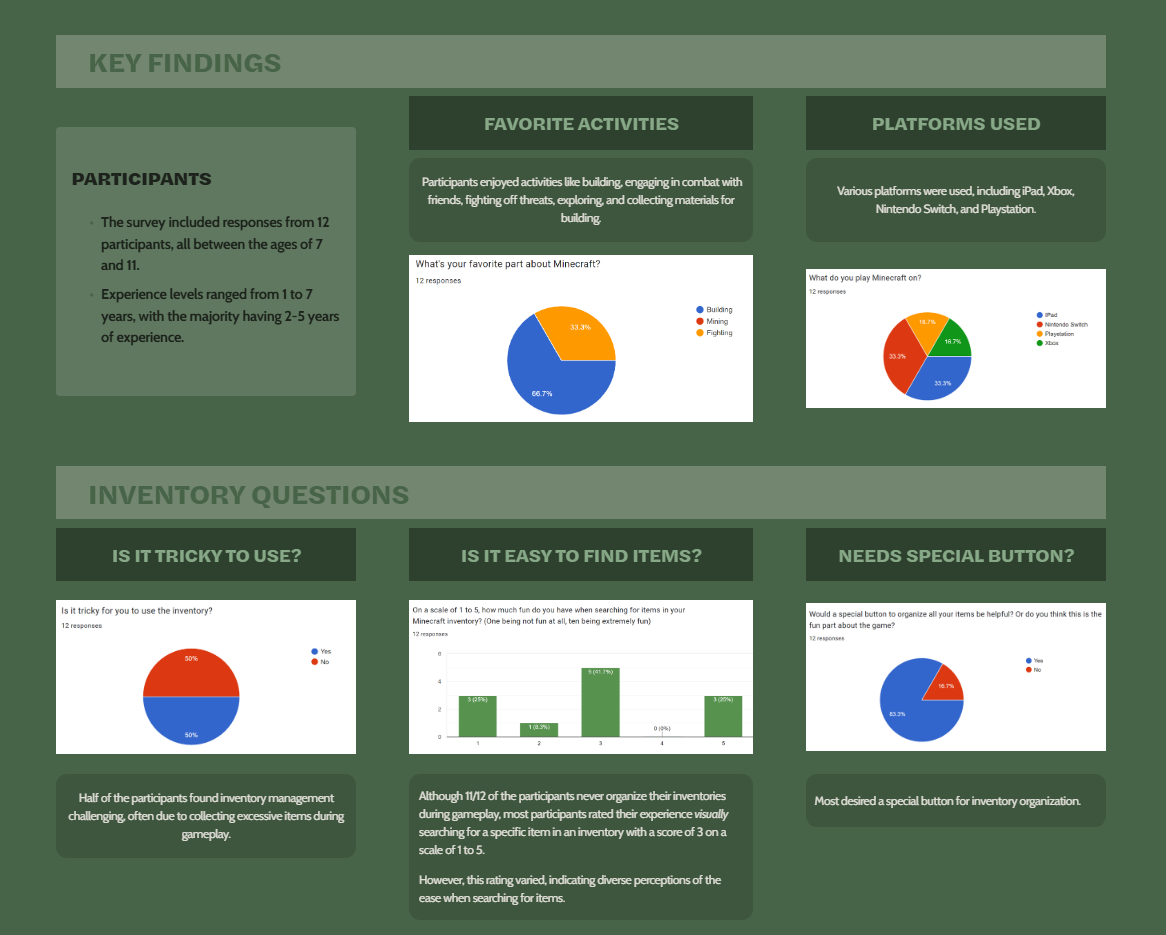 KEY FINDINGS
PARTICIPANTS
• The survey included responses from 12
participants, all between the ages of 7
and 11.
• Experience levels ranged from 1 to 7
years, with the majority having 2-5 years
of experience.
FAVORITE ACTIVITIES
Participants enjoyed activities like building, engaging in combat with
friends, fighting off threats, exploring, and collecting materials for
building.
What's your favorite part about Minecraft?
12 responses
Building
Mining
Fighting
33.3%
66.7%
PLATFORMS USED
Various platforms were used, including iPad, Xbox,
Nintendo Switch, and Playstation.
What do you play Minecraft on?
12 responses
iPad
Nintendo Switch
Playstation
Xbox
16.7%
16.7%
33.3%
33.3%
INVENTORY QUESTIONS
IS IT TRICKY TO USE?
Is it tricky for you to use the inventory?
12 responses
Yes
No
50%
50%
Half of the participants found inventory management
challenging, often due to collecting excessive items during
gameplay.
IS IT EASY TO FIND ITEMS?
On a scale of 1 to 5, how much fun do you have when searching for items in your
Minecraft inventory? (One being not fun at all, ten being extremely fun)
12 responses
6
4
2
0
3 (25%)
1 (8.3%)
5 (41.7%)
0 (0%)
3 (25%)
1
2
3
4
5
Although 11/12 of the participants never organize their inventories
during gameplay, most participants rated their experience visually
searching for a specific item in an inventory with a score of 3 on a
scale of 1 to 5.
However, this rating varied, indicating diverse perceptions of the
ease when searching for items.
NEEDS SPECIAL BUTTON?
Would a special button to organize all your items be helpful? Or do you think this is the
fun part about the game?
12 responses
Yes
No
16.7%
83.3%
Most desired a special button for inventory organization.